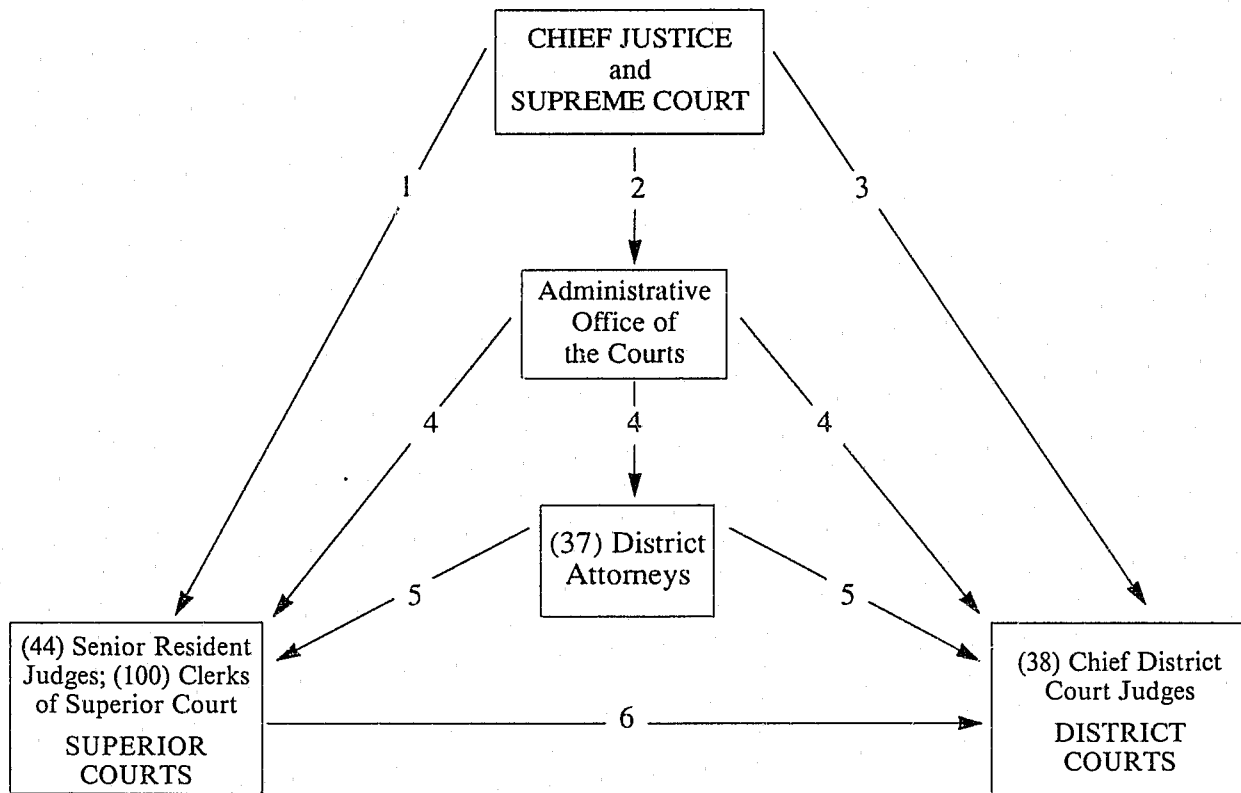 CHIEF JUSTICE
and
SUPREME COURT
1
2
3
Administrative
Office of
the Courts
4
4
4
(37) District
Attorneys
5
5
(44) Senior Resident
Judges; (100) Clerks
of Superior Court
SUPERIOR
COURTS
6
(38) Chief District
Court Judges
DISTRICT
COURTS